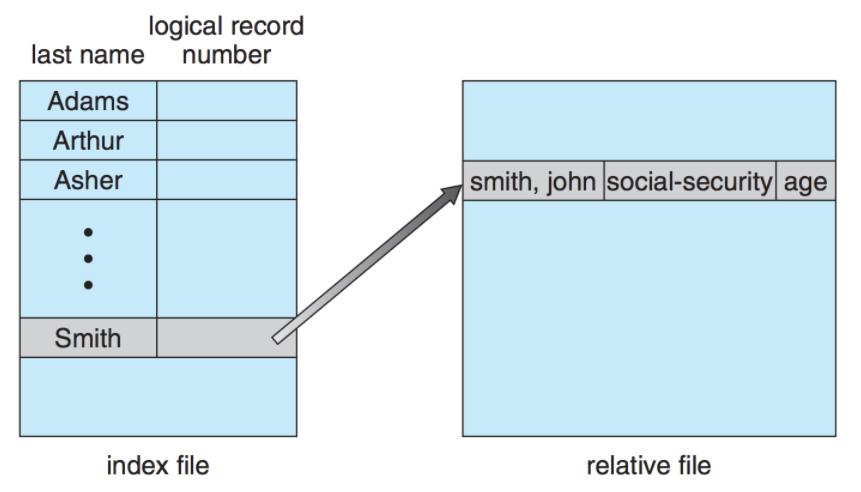 logical record
last name number
Adams
Arthur
Asher
Smith
index file
smith, john social-security age
relative file